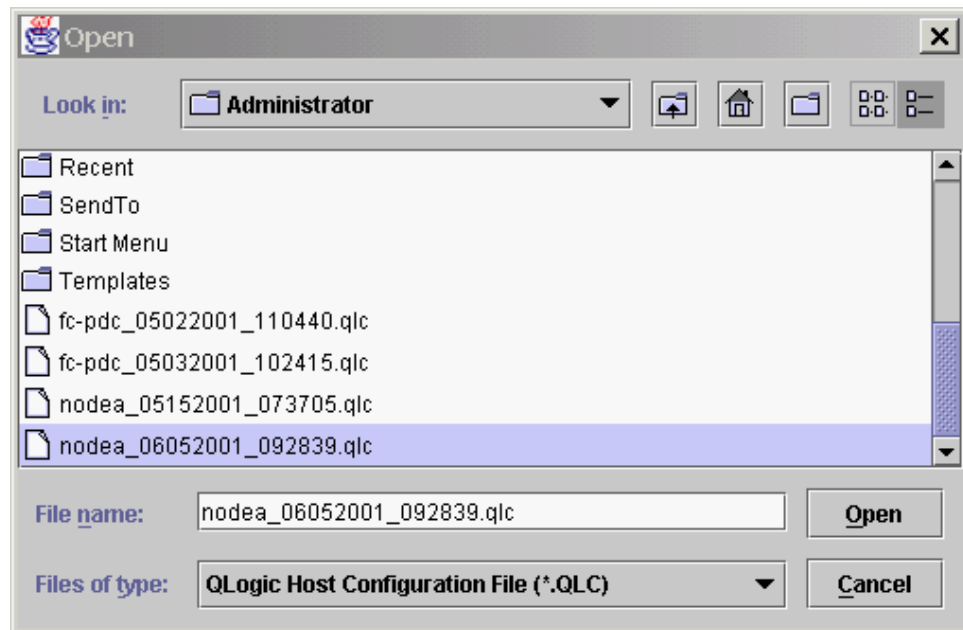 Open
Look in: Administrator
Recent
SendTo
Start Menu
Templates
fc-pdc_05022001_110440.qlc
fc-pdc_05032001_102415.qlc
nodea_05152001_073705.qlc
nodea_06052001_092839.qlc
File name: nodea_06052001_092839.qlc Open
Files of type: QLogic Host Configuration File (*.QLC) Cancel